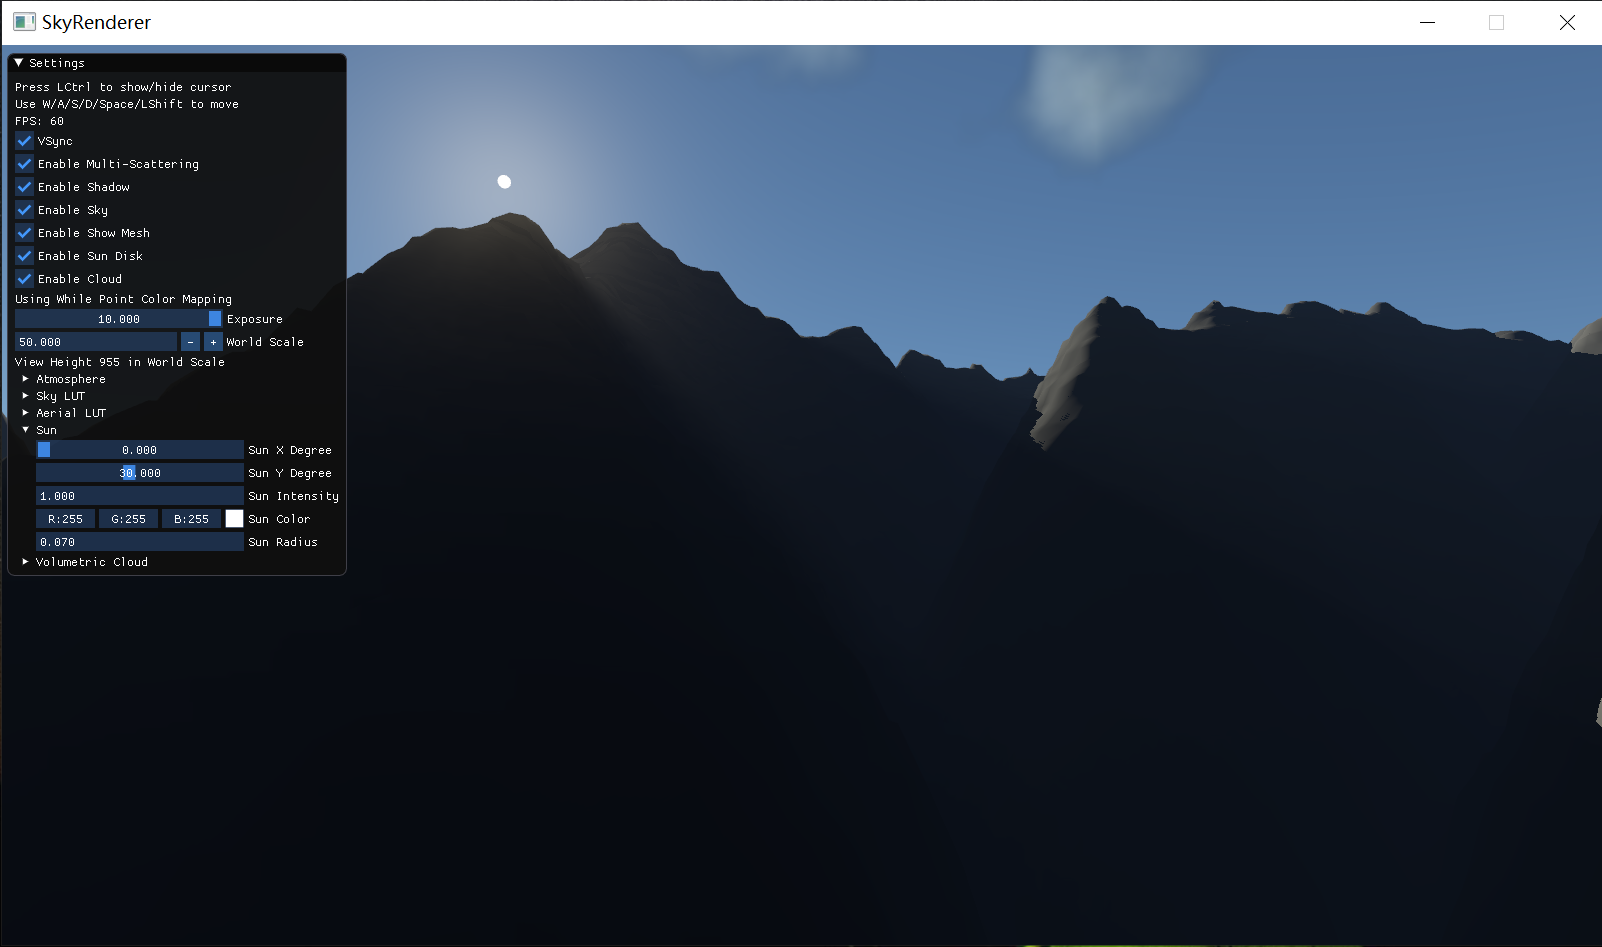 SkyRenderer
Settings
Press LCtrl to show/hide cursor
Use W/A/S/D/Space/LShift to move
FPS: 60
VSync
Enable Multi-Scattering
Enable Shadow
Enable Sky
Enable Show Mesh
Enable Sun Disk
Enable Cloud
Using While Point Color Mapping
10.000 Exposure
50.000 - + World Scale
View Height 955 in World Scale
Atmosphere
Sky LUT
Aerial LUT
Sun
0.000 Sun X Degree
30.000 Sun Y Degree
1.000 Sun Intensity
R:255 G:255 B:255 Sun Color
0.070 Sun Radius
Volumetric Cloud